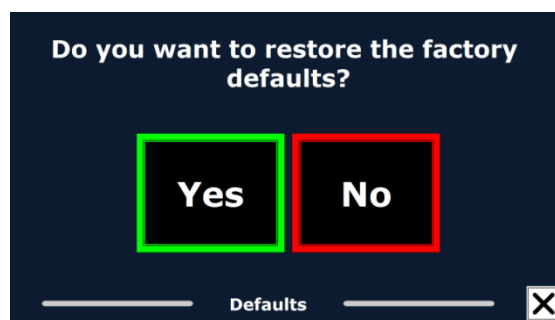 Do you want to restore the factory
defaults?
Yes No
Defaults